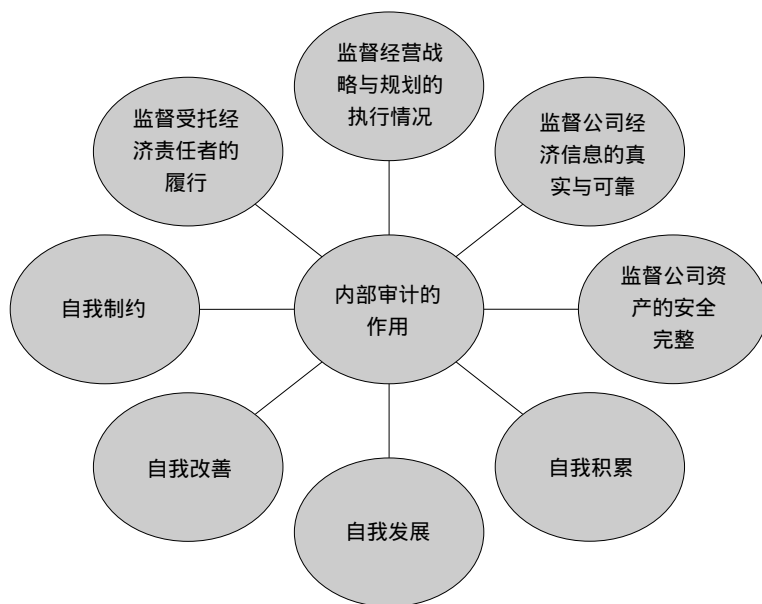 监督经营战
略与规划的
执行情况
监督受托经
济责任者的
履行
监督公司经
济信息的真
实与可靠
自我制约
内部审计的
作用
监督公司资
产的安全
完整
自我改善
自我发展
自我积累